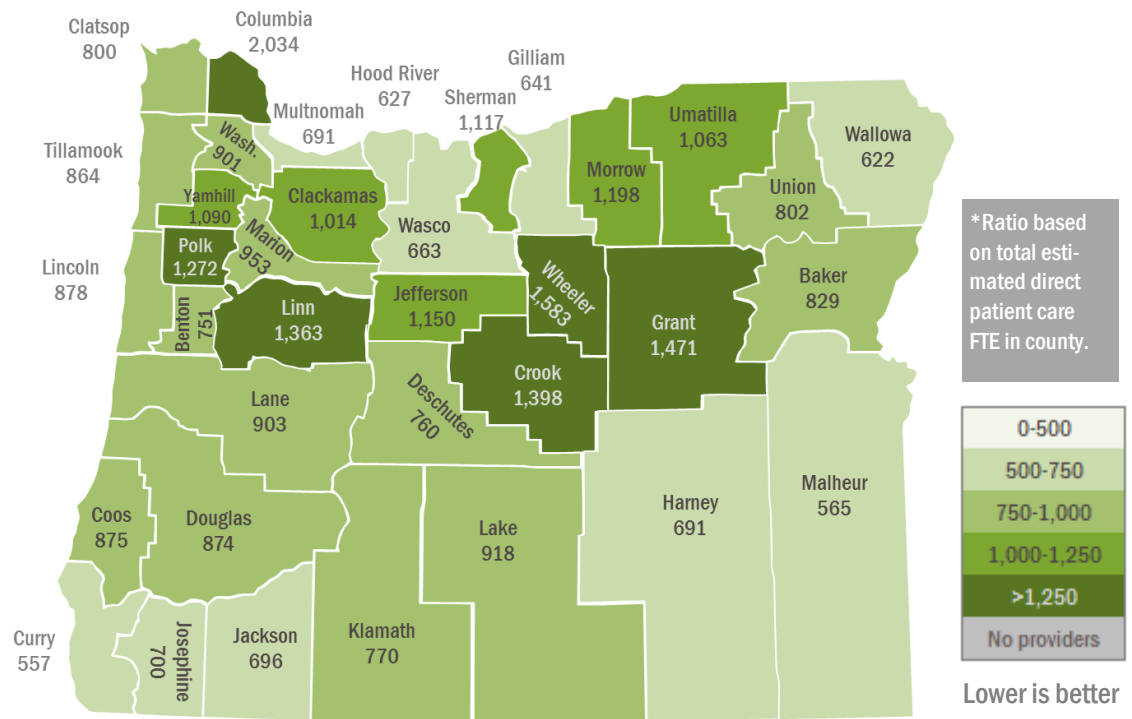 Clatsop
800
Columbia
2,034
Hood River
627
Gilliam
641
Sherman
1,117
Multnomah
691
Tillamook
864
Wash.
901
Yamhill
1,090
Clackamas
1,014
Marion
953
Polk
1,272
Lincoln
878
Benton
751
Linn
1,363
Wasco
663
Jefferson
1,150
Wheeler
1,583
Morrow
1,198
Umatilla
1,063
Union
802
Wallowa
622
Baker
829
Grant
1,471
Crook
1,398
Deschutes
760
Lane
903
Coos
875
Douglas
874
Curry
557
Josephine
700
Jackson
696
Klamath
770
Lake
918
Harney
691
Malheur
565
*Ratio based
on total esti-
mated direct
patient care
FTE in county.
0-500
500-750
750-1,000
1,000-1,250
>1,250
No providers
Lower is better